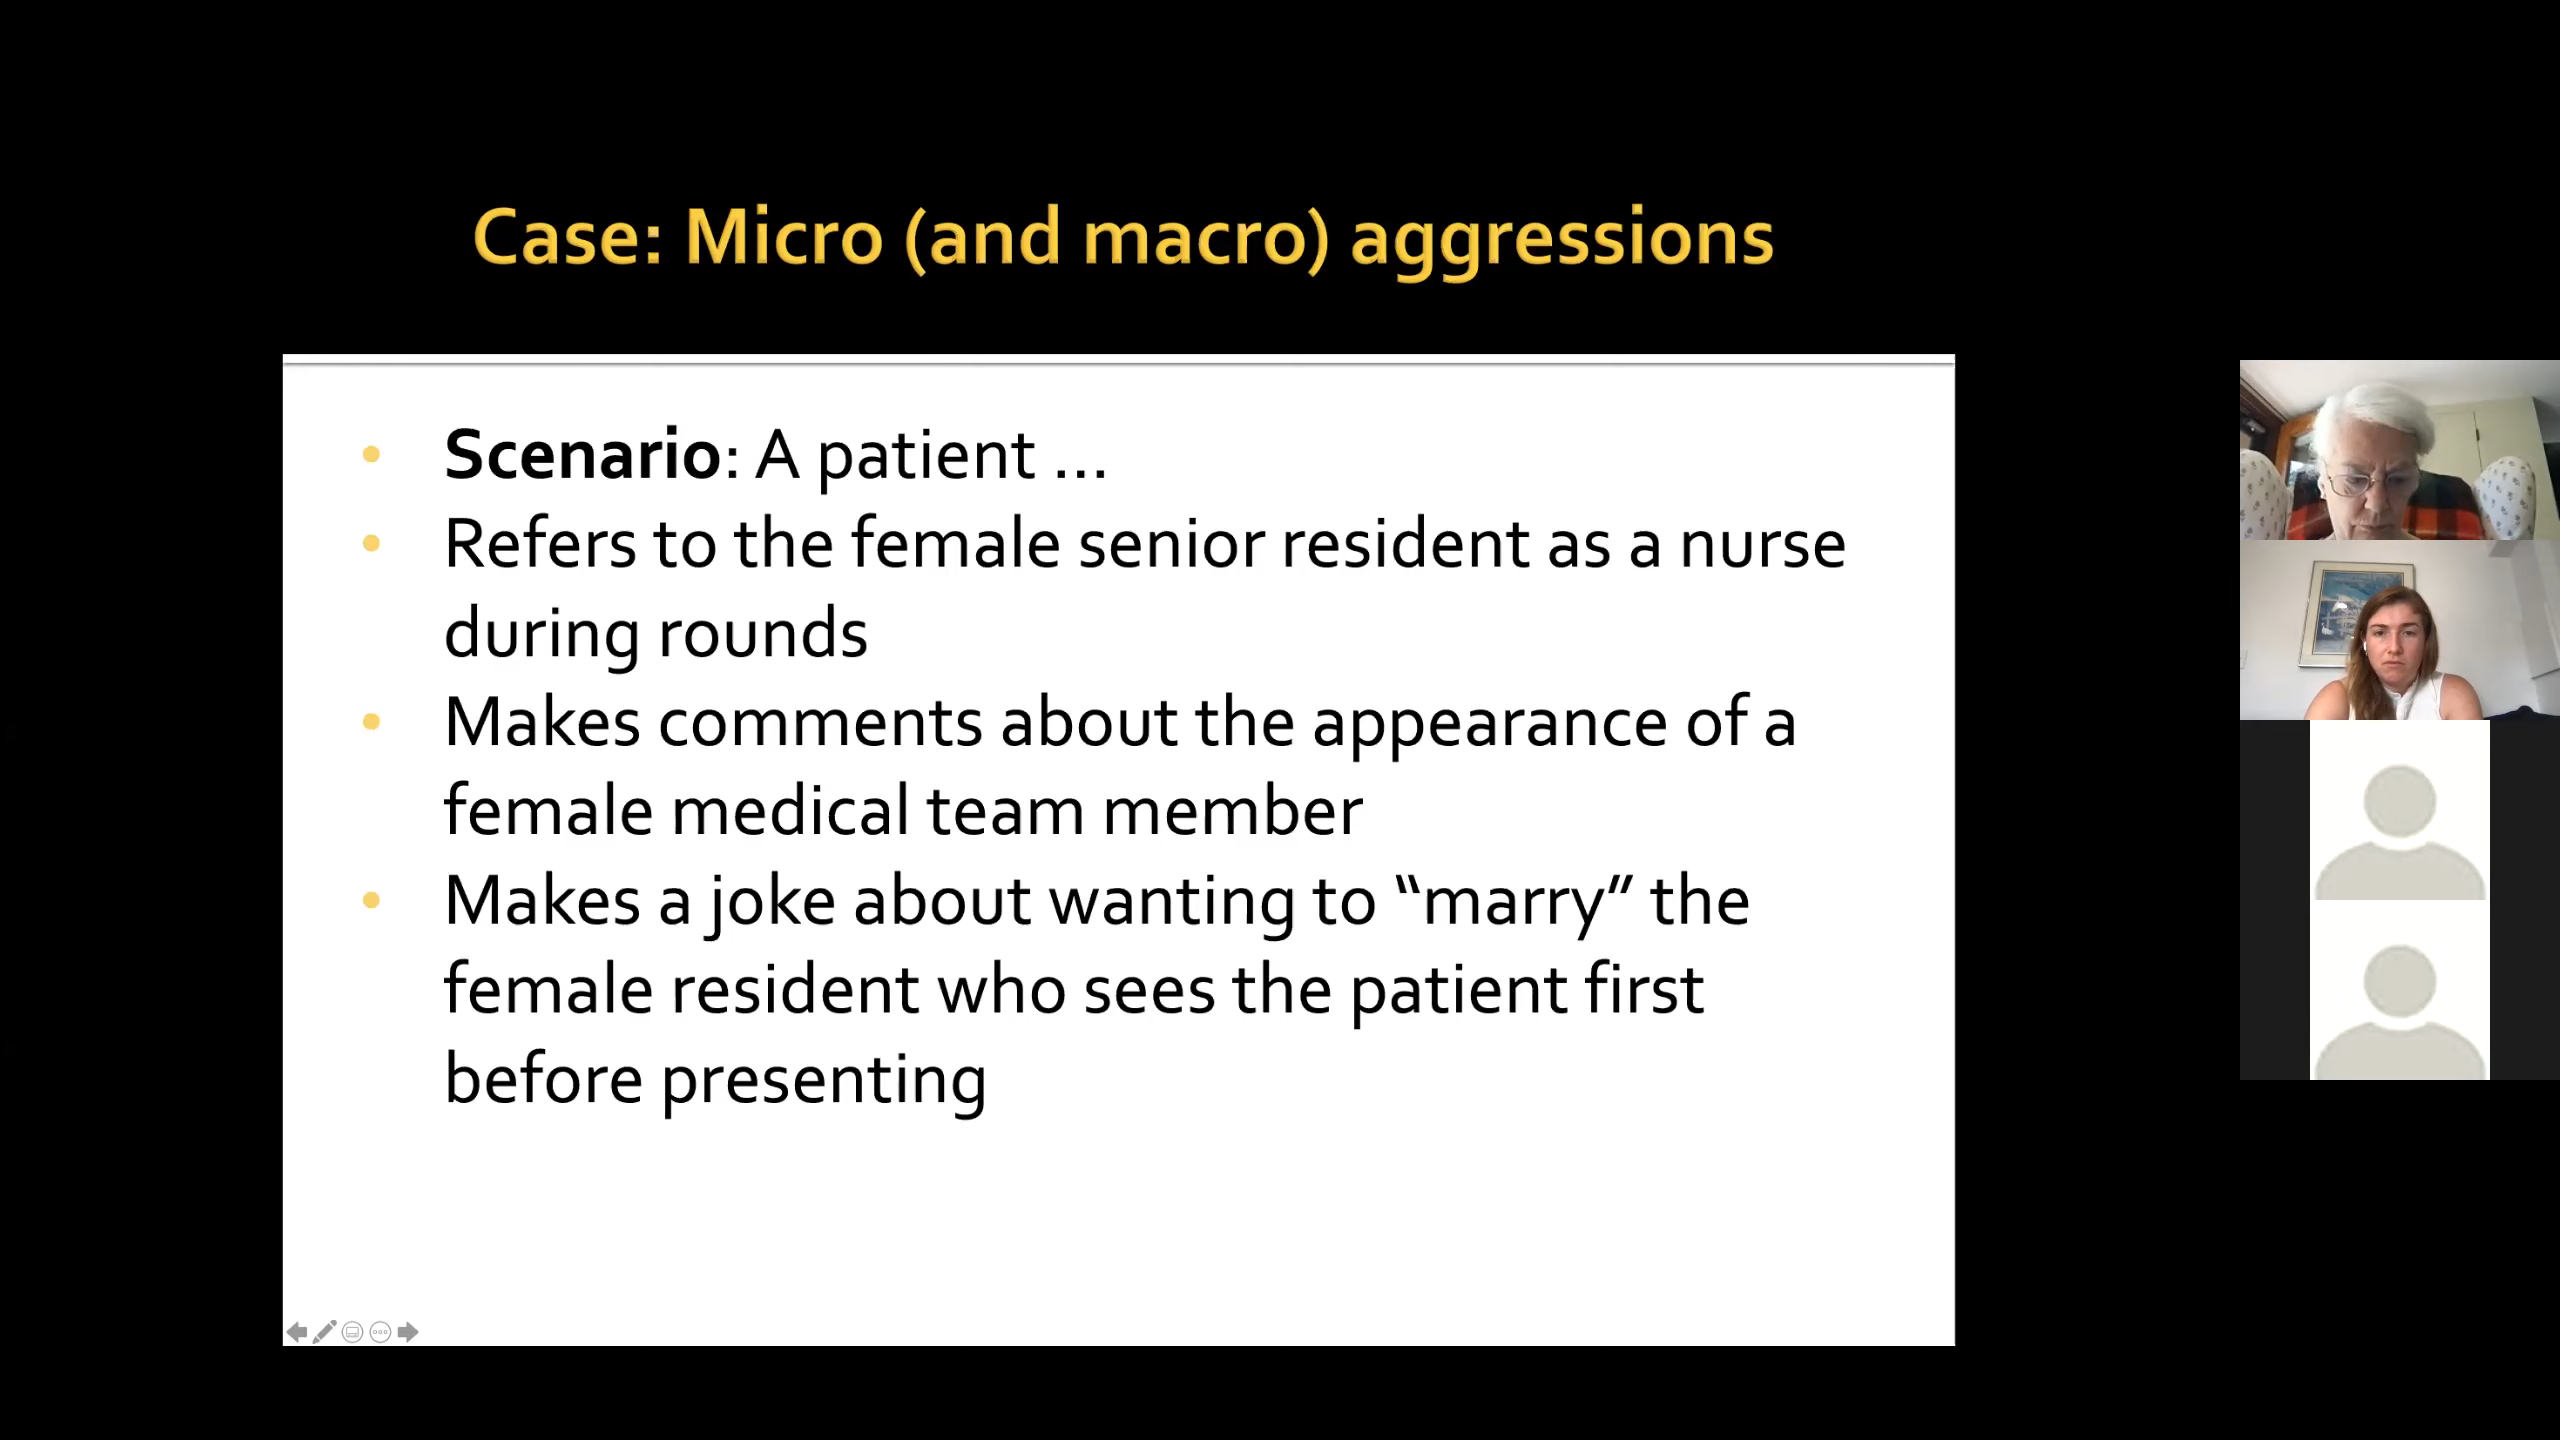 Case: Micro (and macro) aggressions
• Scenario: A patient ...
• Refers to the female senior resident as a nurse
during rounds
• Makes comments about the appearance of a
female medical team member
• Makes a joke about wanting to “marry” the
female resident who sees the patient first
before presenting